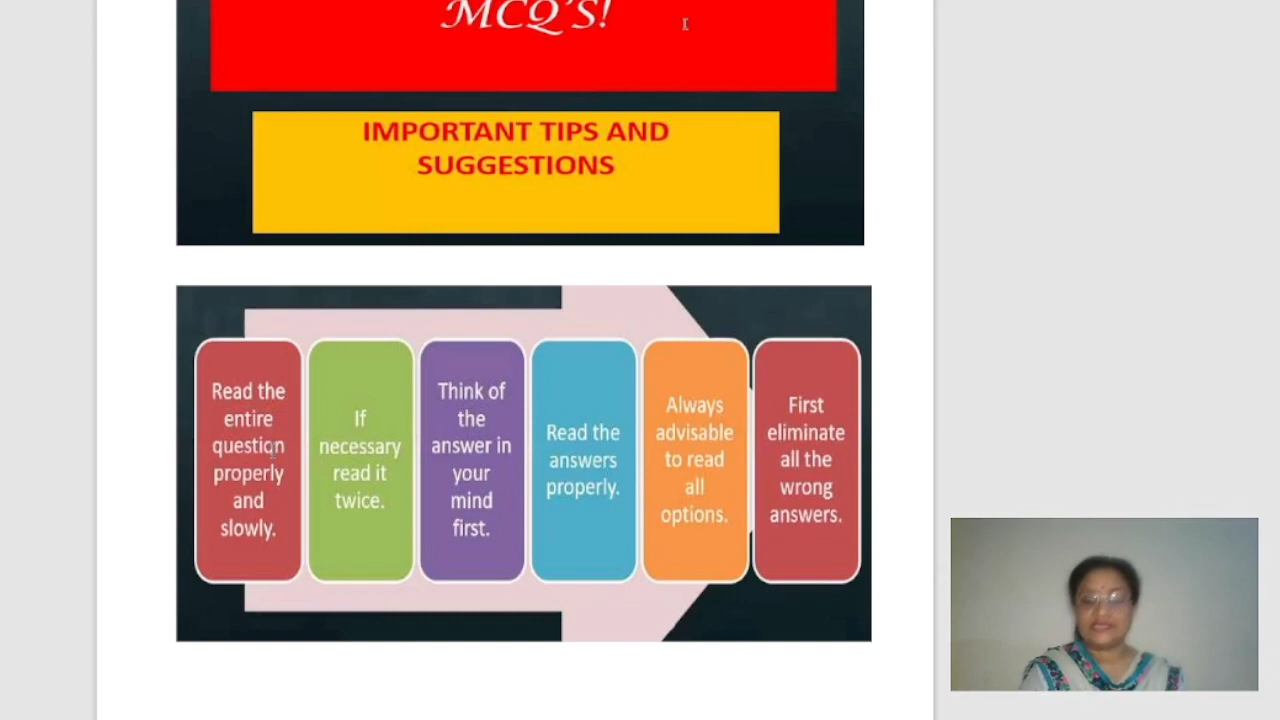 MCQ'S!
IMPORTANT TIPS AND
SUGGESTIONS
Read the
entire
question
properly
and
slowly.
If
necessary
read it
twice.
Think of
the
answer in
your
mind
first.
Read the
answers
properly.
Always
advisable
to read
all
options.
First
eliminate
all the
wrong
answers.